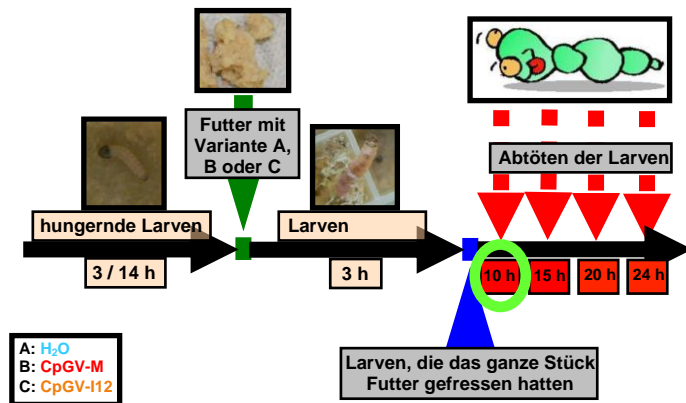 Futter mit
Variante A,
B oder C
Abtöten der Larven
hungernde Larven
Larven
3 / 14 h
3 h
10 h
15 h
20 h
24 h
Larven, die das ganze Stück
Futter gefressen hatten
A: H₂O
B: CpGV-M
C: CpGV-I12